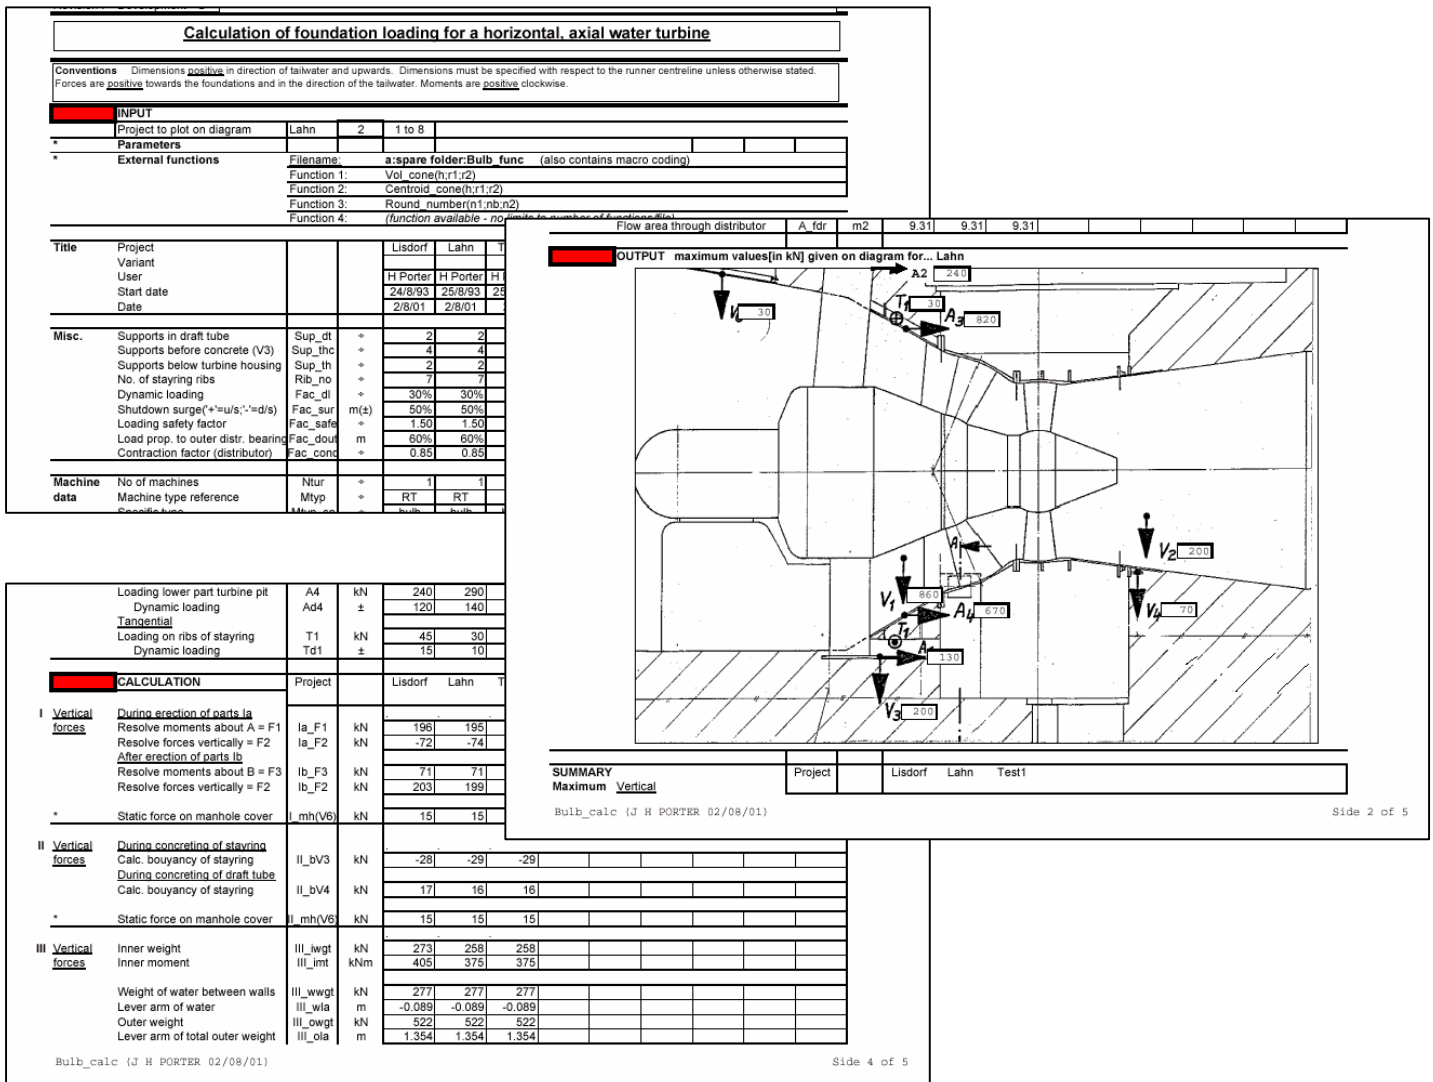 Calculation of foundation loading for a horizontal, axial water turbine
Conventions Dimensions positive in direction of tailwater and upwards. Dimensions must be specified with respect to the runner centreline unless otherwise stated.
Forces are positive towards the foundations and in the direction of the tailwater. Moments are positive clockwise.
INPUT
Project to plot on diagram Lahn 2 1 to 8
* Parameters
* External functions Filename: a:spare folder:Bulb_func (also contains macro coding)
Function 1: Vol_cone(h;r1;r2)
Function 2: Centroid_cone(h;r1;r2)
Function 3: Round_number(n1;nb;n2)
Function 4: (function available - no limits to number of functions/file)
Title Project Lisdorf Lahn T
Variant
User H Porter H Porter H
Start date 24/8/93 25/8/93 25
Date 2/8/01 2/8/01
Misc. Supports in draft tube Sup_dt ÷ 2 2
Supports before concrete (V3) Sup_thc ÷ 4 4
Supports below turbine housing Sup_th ÷ 2 2
No. of stayring ribs Rib_no ÷ 7 7
Dynamic loading Fac_dl ÷ 30% 30%
Shutdown surge('+'=u/s;'-'=d/s) Fac_sur m(±) 50% 50%
Loading safety factor Fac_safe ÷ 1.50 1.50
Load prop. to outer distr. bearing Fac_dout m 60% 60%
Contraction factor (distributor) Fac_cond ÷ 0.85 0.85
Machine No of machines Ntur ÷ 1 1
data Machine type reference Mtyp ÷ RT RT
Flow area through distributor A_fdr m2 9.31 9.31 9.31
OUTPUT maximum values[in kN] given on diagram for... Lahn
A2 240
V 30
T1 30
A3 820
V2 200
V1 860
A
A4 670
V4 70
T1
A 130
V3 200
SUMMARY Project Lisdorf Lahn Test1
Maximum Vertical
Bulb_calc (J H PORTER 02/08/01) Side 2 of 5
Loading lower part turbine pit A4 kN 240 290
Dynamic loading Ad4 ± 120 140
Tangential
Loading on ribs of stayring T1 kN 45 30
Dynamic loading Td1 ± 15 10
CALCULATION Project Lisdorf Lahn T
I Vertical During erection of parts Ia
forces Resolve moments about A = F1 Ia_F1 kN 196 195
Resolve forces vertically = F2 Ia_F2 kN -72 -74
After erection of parts Ib
Resolve moments about B = F3 Ib_F3 kN 71 71
Resolve forces vertically = F2 Ib_F2 kN 203 199
* Static force on manhole cover I_mh(V6) kN 15 15
II Vertical During concreting of stayring
forces Calc. bouyancy of stayring II_bV3 kN -28 -29 -29
During concreting of draft tube
Calc. bouyancy of stayring II_bV4 kN 17 16 16
* Static force on manhole cover II_mh(V6) kN 15 15 15
III Vertical Inner weight III_iwgt kN 273 258 258
forces Inner moment III_imt kNm 405 375 375
Weight of water between walls III_wwgt kN 277 277 277
Lever arm of water III_wla m -0.089 -0.089 -0.089
Outer weight III_owgt kN 522 522 522
Lever arm of total outer weight III_ola m 1.354 1.354 1.354
Bulb_calc (J H PORTER 02/08/01) Side 4 of 5